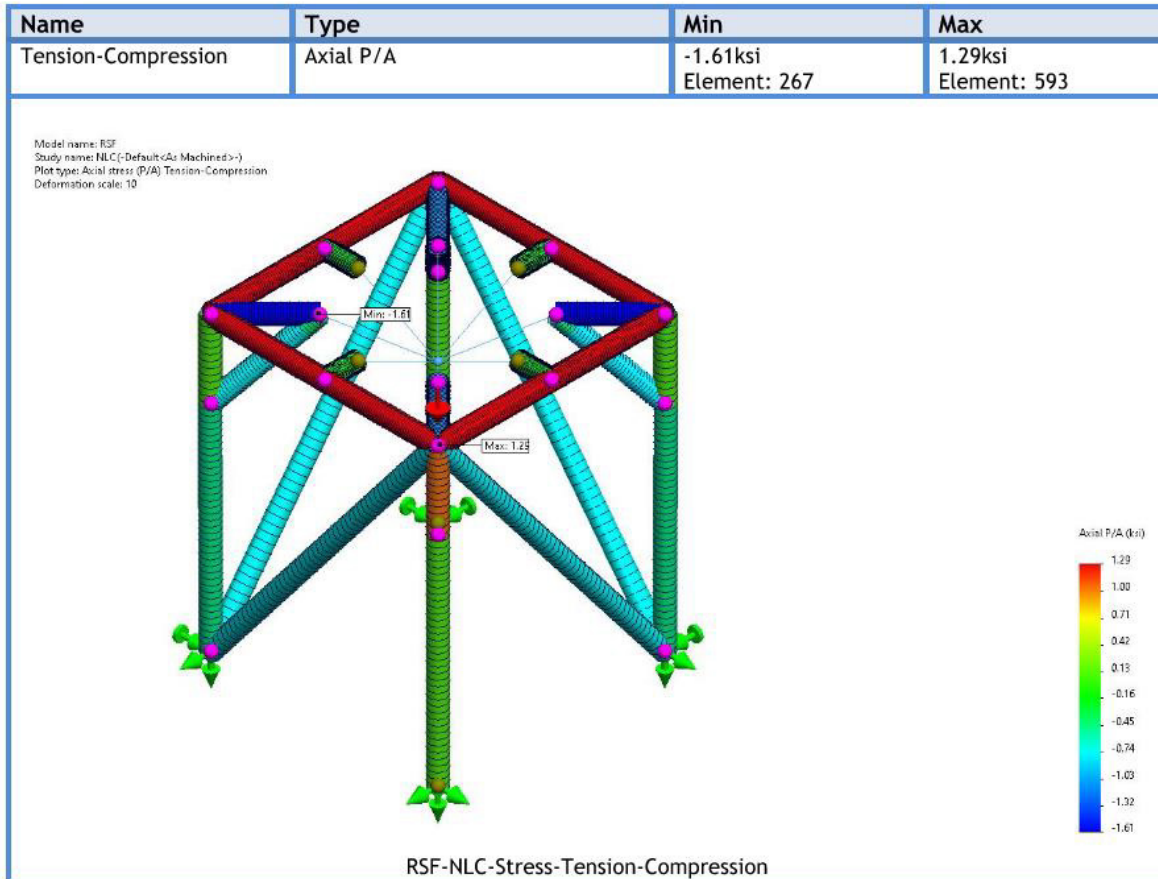 Name Type Min Max
Tension-Compression Axial P/A -1.61ksi 1.29ksi
Element: 267 Element: 593
Model name: RSF
Study name: NLC(-Default<As Machined>-)
Plot type: Axial stress (P/A) Tension-Compression
Deformation scale: 10
Min: -1.61
Max: 1.29
Axial P/A (ksi)
1.29
1.00
0.71
0.42
0.13
-0.16
-0.45
-0.74
-1.03
-1.32
-1.61
RSF-NLC-Stress-Tension-Compression